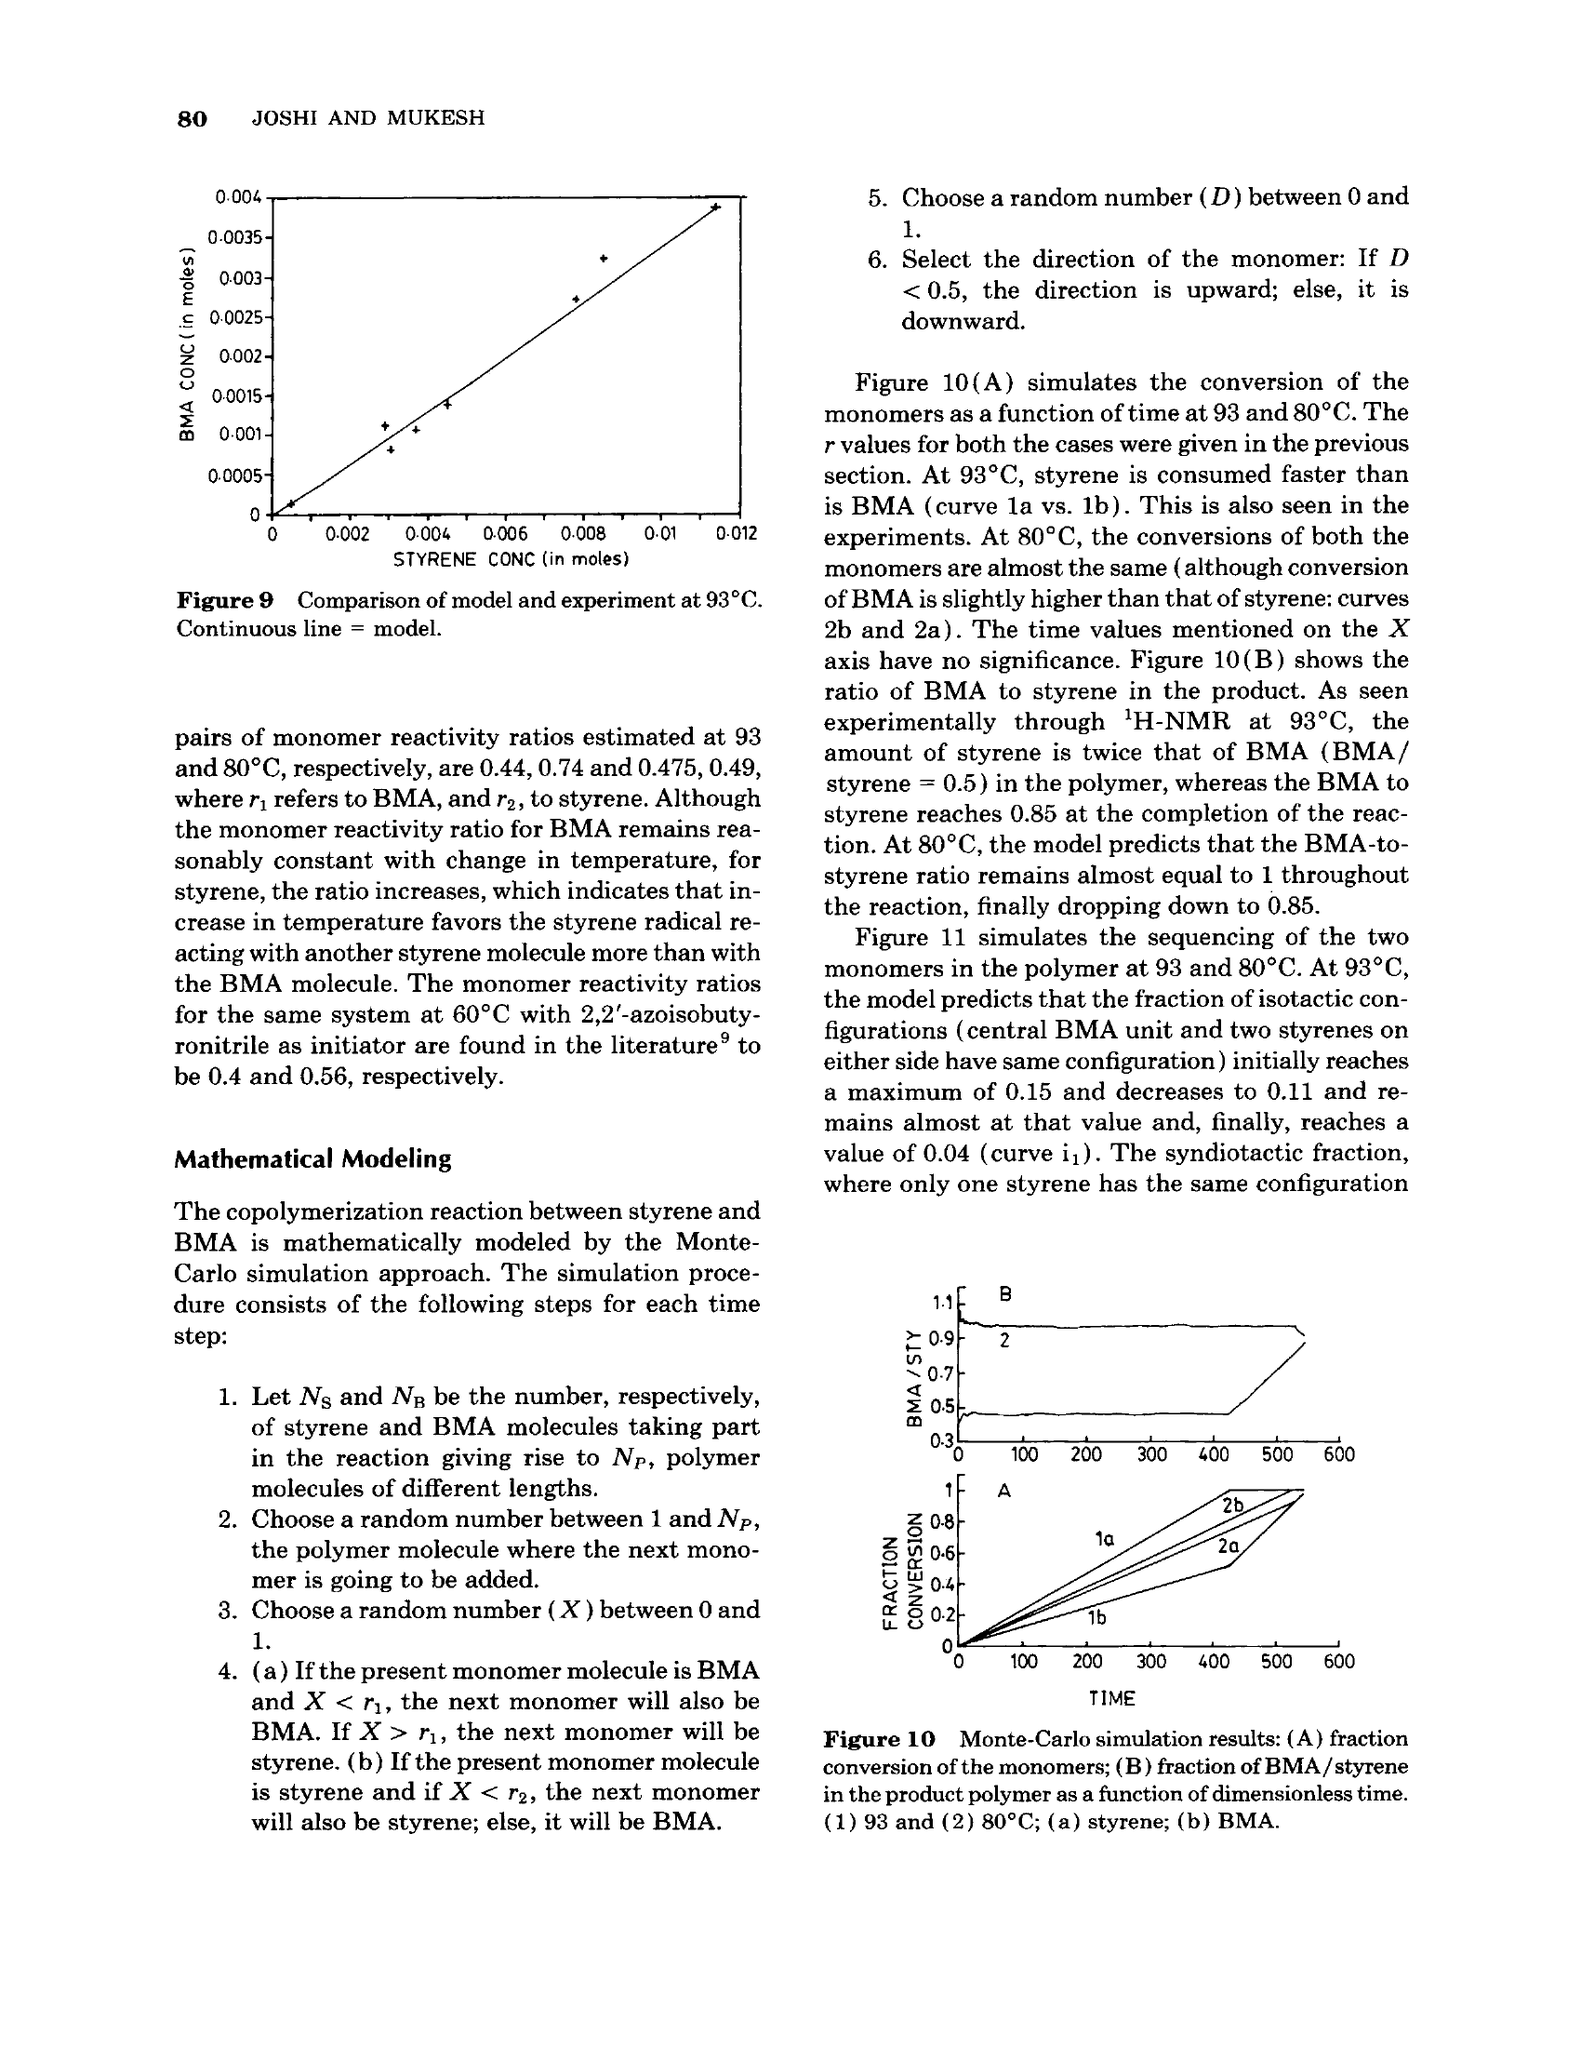 80 JOSHI AND MUKESH
0·004
0·0035
0·003
0·0025
0·002
0·0015
0·001
0·0005
0
BMA CONC (in moles)
0 0·002 0·004 0·006 0·008 0·01 0·012
STYRENE CONC (in moles)
Figure 9 Comparison of model and experiment at 93°C.
Continuous line = model.
pairs of monomer reactivity ratios estimated at 93
and 80°C, respectively, are 0.44, 0.74 and 0.475, 0.49,
where r₁ refers to BMA, and r₂, to styrene. Although
the monomer reactivity ratio for BMA remains rea-
sonably constant with change in temperature, for
styrene, the ratio increases, which indicates that in-
crease in temperature favors the styrene radical re-
acting with another styrene molecule more than with
the BMA molecule. The monomer reactivity ratios
for the same system at 60°C with 2,2′-azoisobuty-
ronitrile as initiator are found in the literature⁹ to
be 0.4 and 0.56, respectively.
Mathematical Modeling
The copolymerization reaction between styrene and
BMA is mathematically modeled by the Monte-
Carlo simulation approach. The simulation proce-
dure consists of the following steps for each time
step:
1. Let N_S and N_B be the number, respectively,
of styrene and BMA molecules taking part
in the reaction giving rise to N_P, polymer
molecules of different lengths.
2. Choose a random number between 1 and N_P,
the polymer molecule where the next mono-
mer is going to be added.
3. Choose a random number (X) between 0 and
1.
4. (a) If the present monomer molecule is BMA
and X < r₁, the next monomer will also be
BMA. If X > r₁, the next monomer will be
styrene. (b) If the present monomer molecule
is styrene and if X < r₂, the next monomer
will also be styrene; else, it will be BMA.
5. Choose a random number (D) between 0 and
1.
6. Select the direction of the monomer: If D
< 0.5, the direction is upward; else, it is
downward.
Figure 10(A) simulates the conversion of the
monomers as a function of time at 93 and 80°C. The
r values for both the cases were given in the previous
section. At 93°C, styrene is consumed faster than
is BMA (curve 1a vs. 1b). This is also seen in the
experiments. At 80°C, the conversions of both the
monomers are almost the same (although conversion
of BMA is slightly higher than that of styrene: curves
2b and 2a). The time values mentioned on the X
axis have no significance. Figure 10(B) shows the
ratio of BMA to styrene in the product. As seen
experimentally through ¹H-NMR at 93°C, the
amount of styrene is twice that of BMA (BMA/
styrene = 0.5) in the polymer, whereas the BMA to
styrene reaches 0.85 at the completion of the reac-
tion. At 80°C, the model predicts that the BMA-to-
styrene ratio remains almost equal to 1 throughout
the reaction, finally dropping down to 0.85.
Figure 11 simulates the sequencing of the two
monomers in the polymer at 93 and 80°C. At 93°C,
the model predicts that the fraction of isotactic con-
figurations (central BMA unit and two styrenes on
either side have same configuration) initially reaches
a maximum of 0.15 and decreases to 0.11 and re-
mains almost at that value and, finally, reaches a
value of 0.04 (curve i₁). The syndiotactic fraction,
where only one styrene has the same configuration
B
1·1
0·9
0·7
0·5
0·3
BMA / STY
2
0 100 200 300 400 500 600
A
1
0·8
0·6
0·4
0·2
0
FRACTION
CONVERSION
1a
2b
2a
1b
0 100 200 300 400 500 600
TIME
Figure 10 Monte-Carlo simulation results: (A) fraction
conversion of the monomers; (B) fraction of BMA/styrene
in the product polymer as a function of dimensionless time.
(1) 93 and (2) 80°C; (a) styrene; (b) BMA.